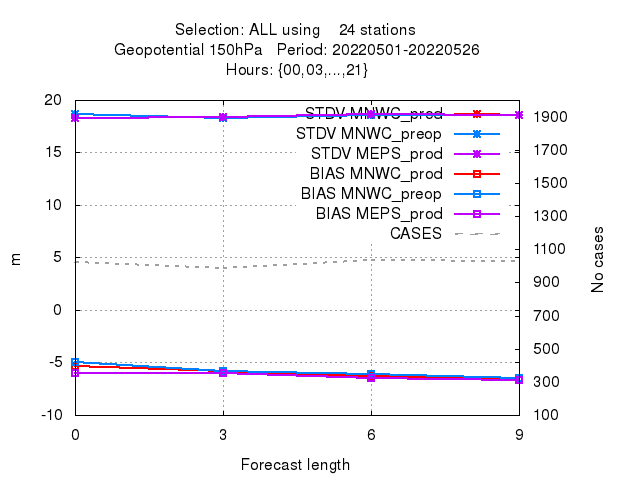 Selection: ALL using    24 stations
Geopotential 150hPa   Period: 20220501-20220526
Hours: {00,03,...,21}
STDV MNWC_prod
STDV MNWC_preop
STDV MEPS_prod
BIAS MNWC_prod
BIAS MNWC_preop
BIAS MEPS_prod
CASES
20
15
10
5
0
-5
-10
m
1900
1700
1500
1300
1100
900
700
500
300
100
No cases
0
3
6
9
Forecast length